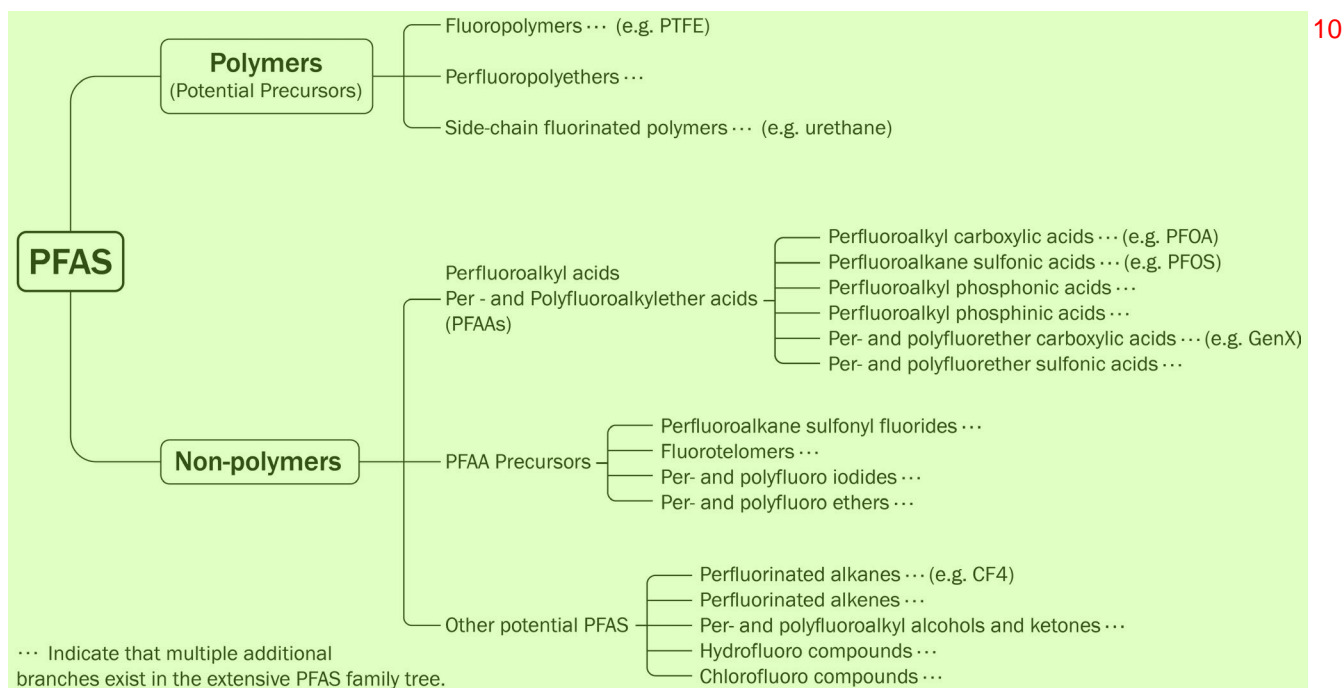 10
Fluoropolymers ··· (e.g. PTFE)
Polymers
(Potential Precursors)
Perfluoropolyethers ···
Side-chain fluorinated polymers ··· (e.g. urethane)
PFAS
Perfluoroalkyl acids
Per - and Polyfluoroalkylether acids
(PFAAs)
Perfluoroalkyl carboxylic acids ··· (e.g. PFOA)
Perfluoroalkane sulfonic acids ··· (e.g. PFOS)
Perfluoroalkyl phosphonic acids ···
Perfluoroalkyl phosphinic acids ···
Per- and polyfluorether carboxylic acids ··· (e.g. GenX)
Per- and polyfluorether sulfonic acids ···
Non-polymers
PFAA Precursors
Perfluoroalkane sulfonyl fluorides ···
Fluorotelomers ···
Per- and polyfluoro iodides ···
Per- and polyfluoro ethers ···
Other potential PFAS
Perfluorinated alkanes ··· (e.g. CF4)
Perfluorinated alkenes ···
Per- and polyfluoroalkyl alcohols and ketones ···
Hydrofluoro compounds ···
Chlorofluoro compounds ···
··· Indicate that multiple additional
branches exist in the extensive PFAS family tree.